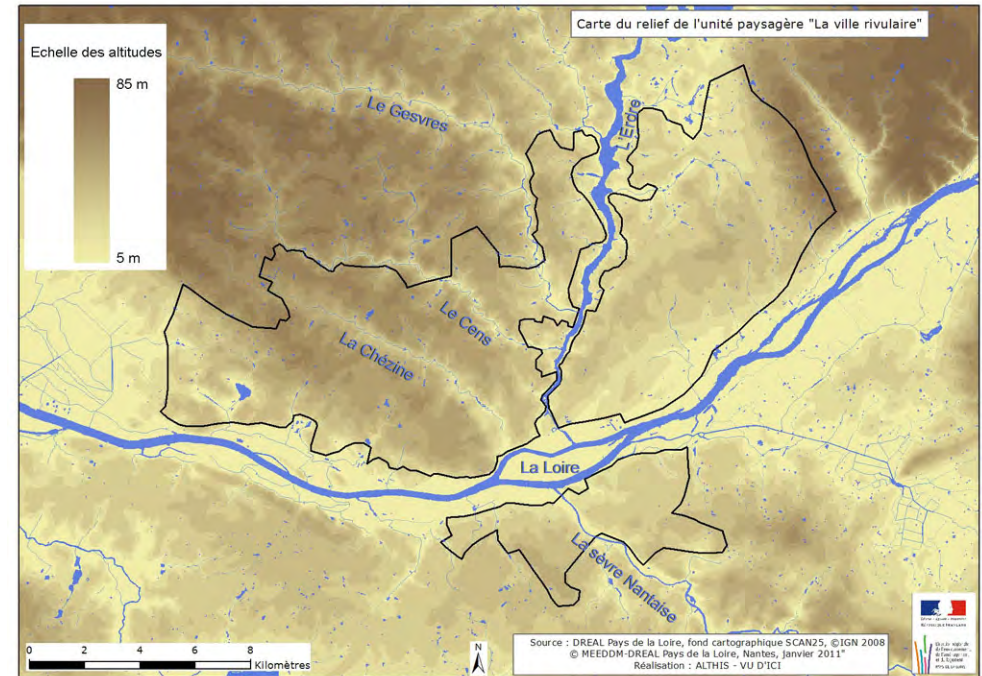 Carte du relief de l'unité paysagère "La ville rivulaire"
Echelle des altitudes
85 m
5 m
Le Gesvres
L'Erdre
Le Cens
La Chézine
La Loire
La sèvre Nantaise
0 2 4 6 8
Kilomètres
N
Source : DREAL Pays de la Loire, fond cartographique SCAN25, ©IGN 2008
© MEEDDM-DREAL Pays de la Loire, Nantes, Janvier 2011"
Réalisation : ALTHIS - VU D'ICI